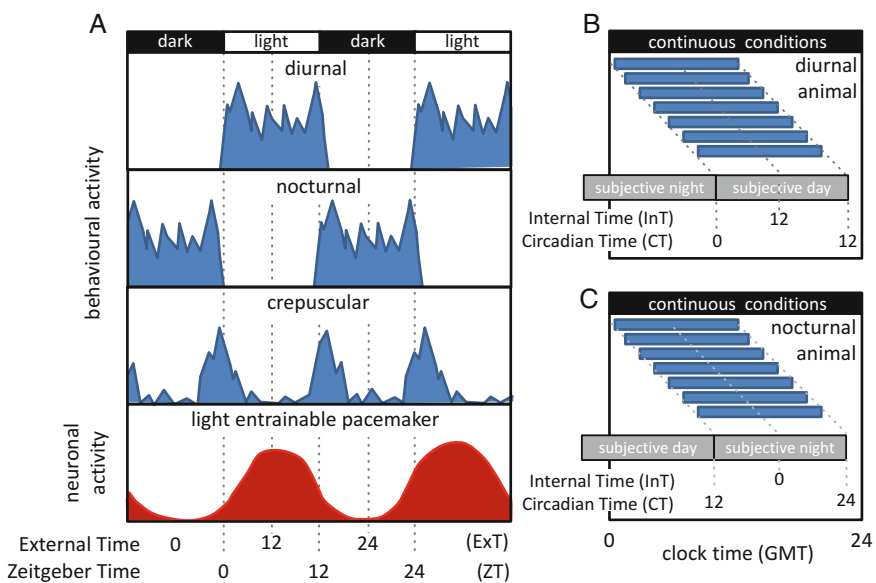 A
dark light dark light
diurnal
nocturnal
crepuscular
light entrainable pacemaker
behavioural activity
neuronal
activity
External Time 0 12 24 (ExT)
Zeitgeber Time 0 12 24 (ZT)
B
continuous conditions
diurnal
animal
subjective night subjective day
Internal Time (InT) 12
Circadian Time (CT) 0 12
0 24
C
continuous conditions
nocturnal
animal
subjective day subjective night
Internal Time (InT) 0
Circadian Time (CT) 12 24
0 24
clock time (GMT)